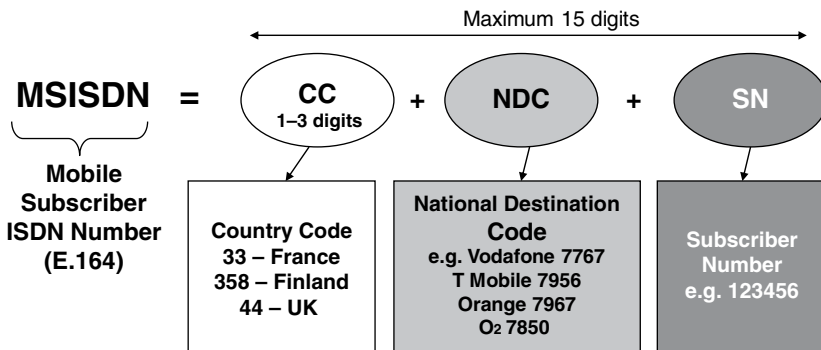 Maximum 15 digits
MSISDN = CC + NDC + SN
1–3 digits
Mobile
Subscriber
ISDN Number
(E.164)
Country Code
33 – France
358 – Finland
44 – UK
National Destination
Code
e.g. Vodafone 7767
T Mobile 7956
Orange 7967
O₂ 7850
Subscriber
Number
e.g. 123456